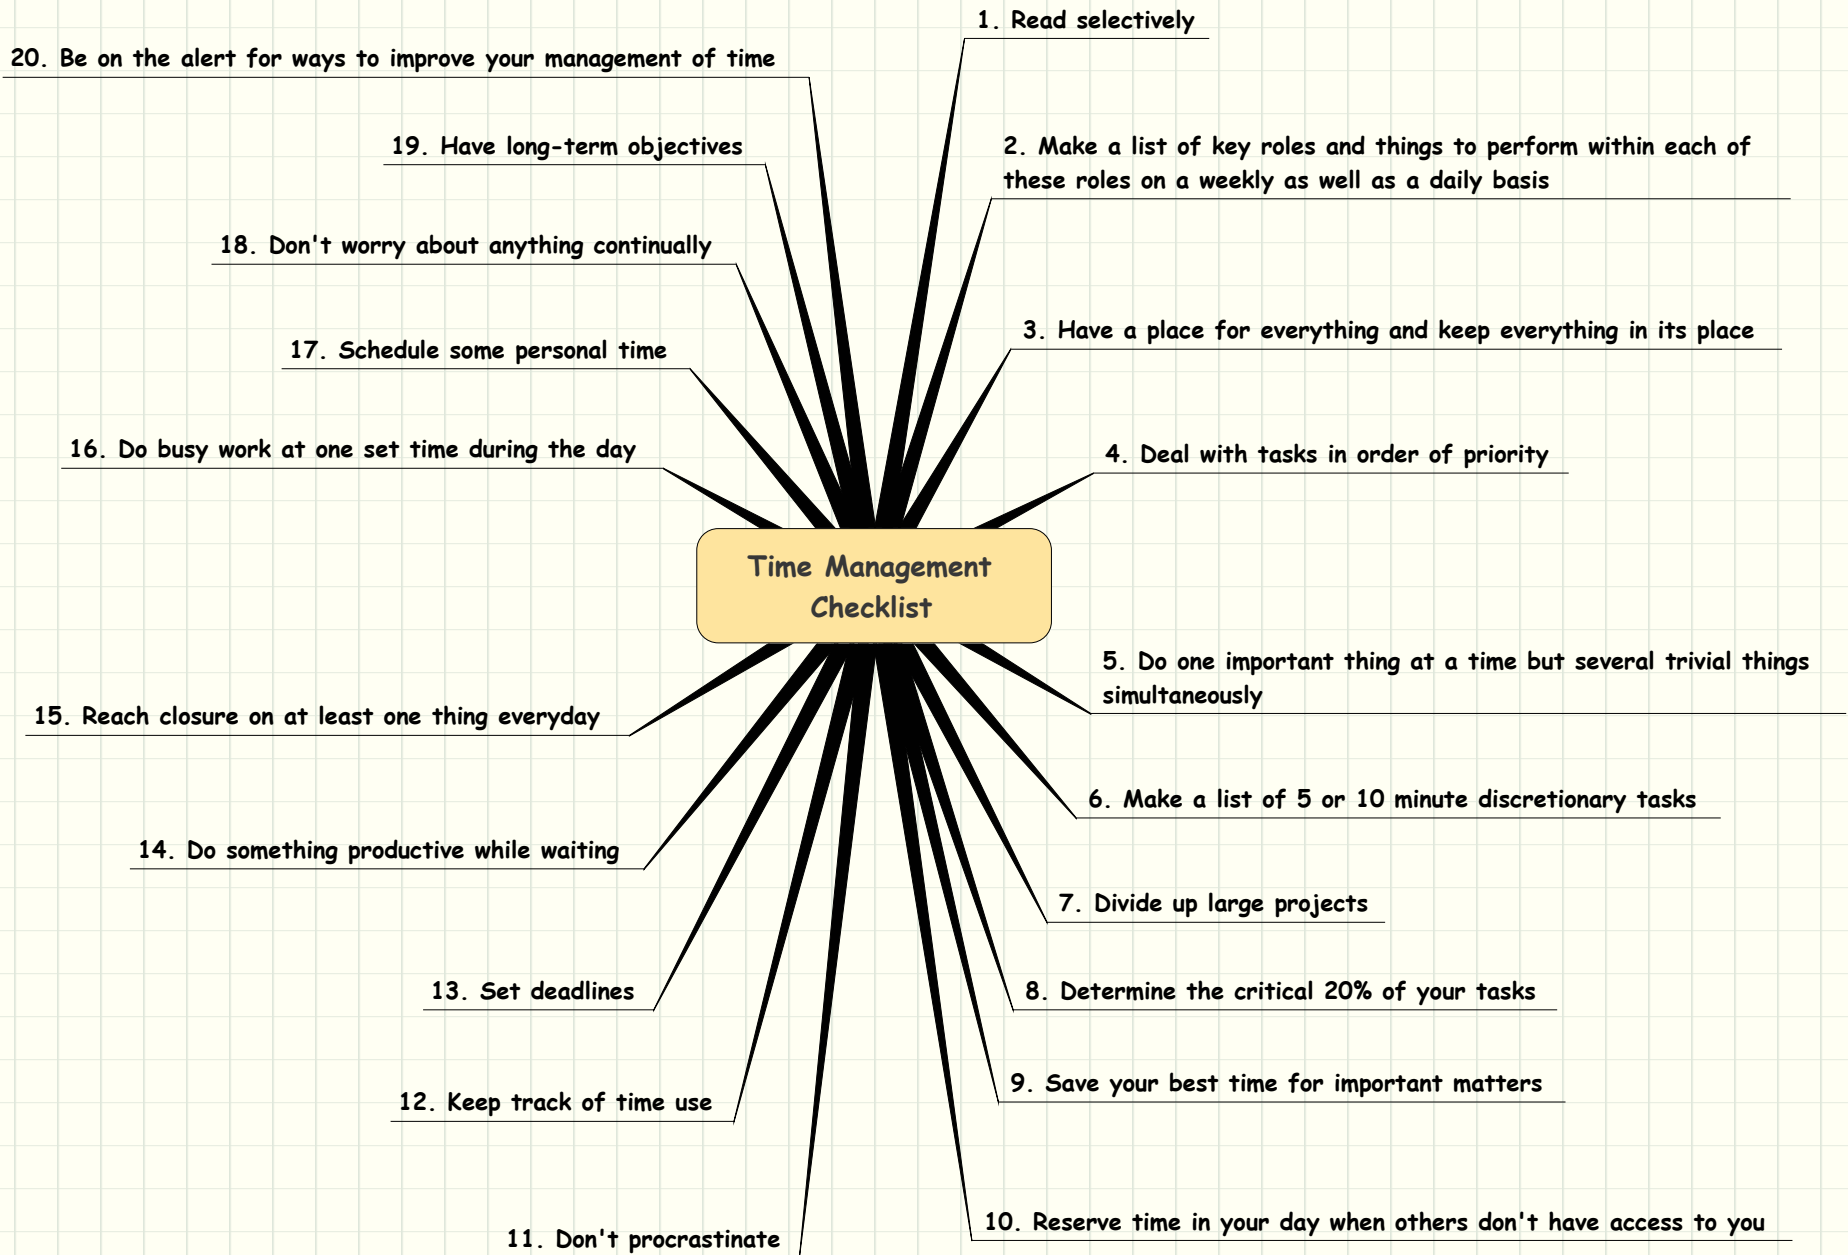 Time Management
Checklist
1. Read selectively
2. Make a list of key roles and things to perform within each of
these roles on a weekly as well as a daily basis
3. Have a place for everything and keep everything in its place
4. Deal with tasks in order of priority
5. Do one important thing at a time but several trivial things
simultaneously
6. Make a list of 5 or 10 minute discretionary tasks
7. Divide up large projects
8. Determine the critical 20% of your tasks
9. Save your best time for important matters
10. Reserve time in your day when others don't have access to you
11. Don't procrastinate
12. Keep track of time use
13. Set deadlines
14. Do something productive while waiting
15. Reach closure on at least one thing everyday
16. Do busy work at one set time during the day
17. Schedule some personal time
18. Don't worry about anything continually
19. Have long-term objectives
20. Be on the alert for ways to improve your management of time